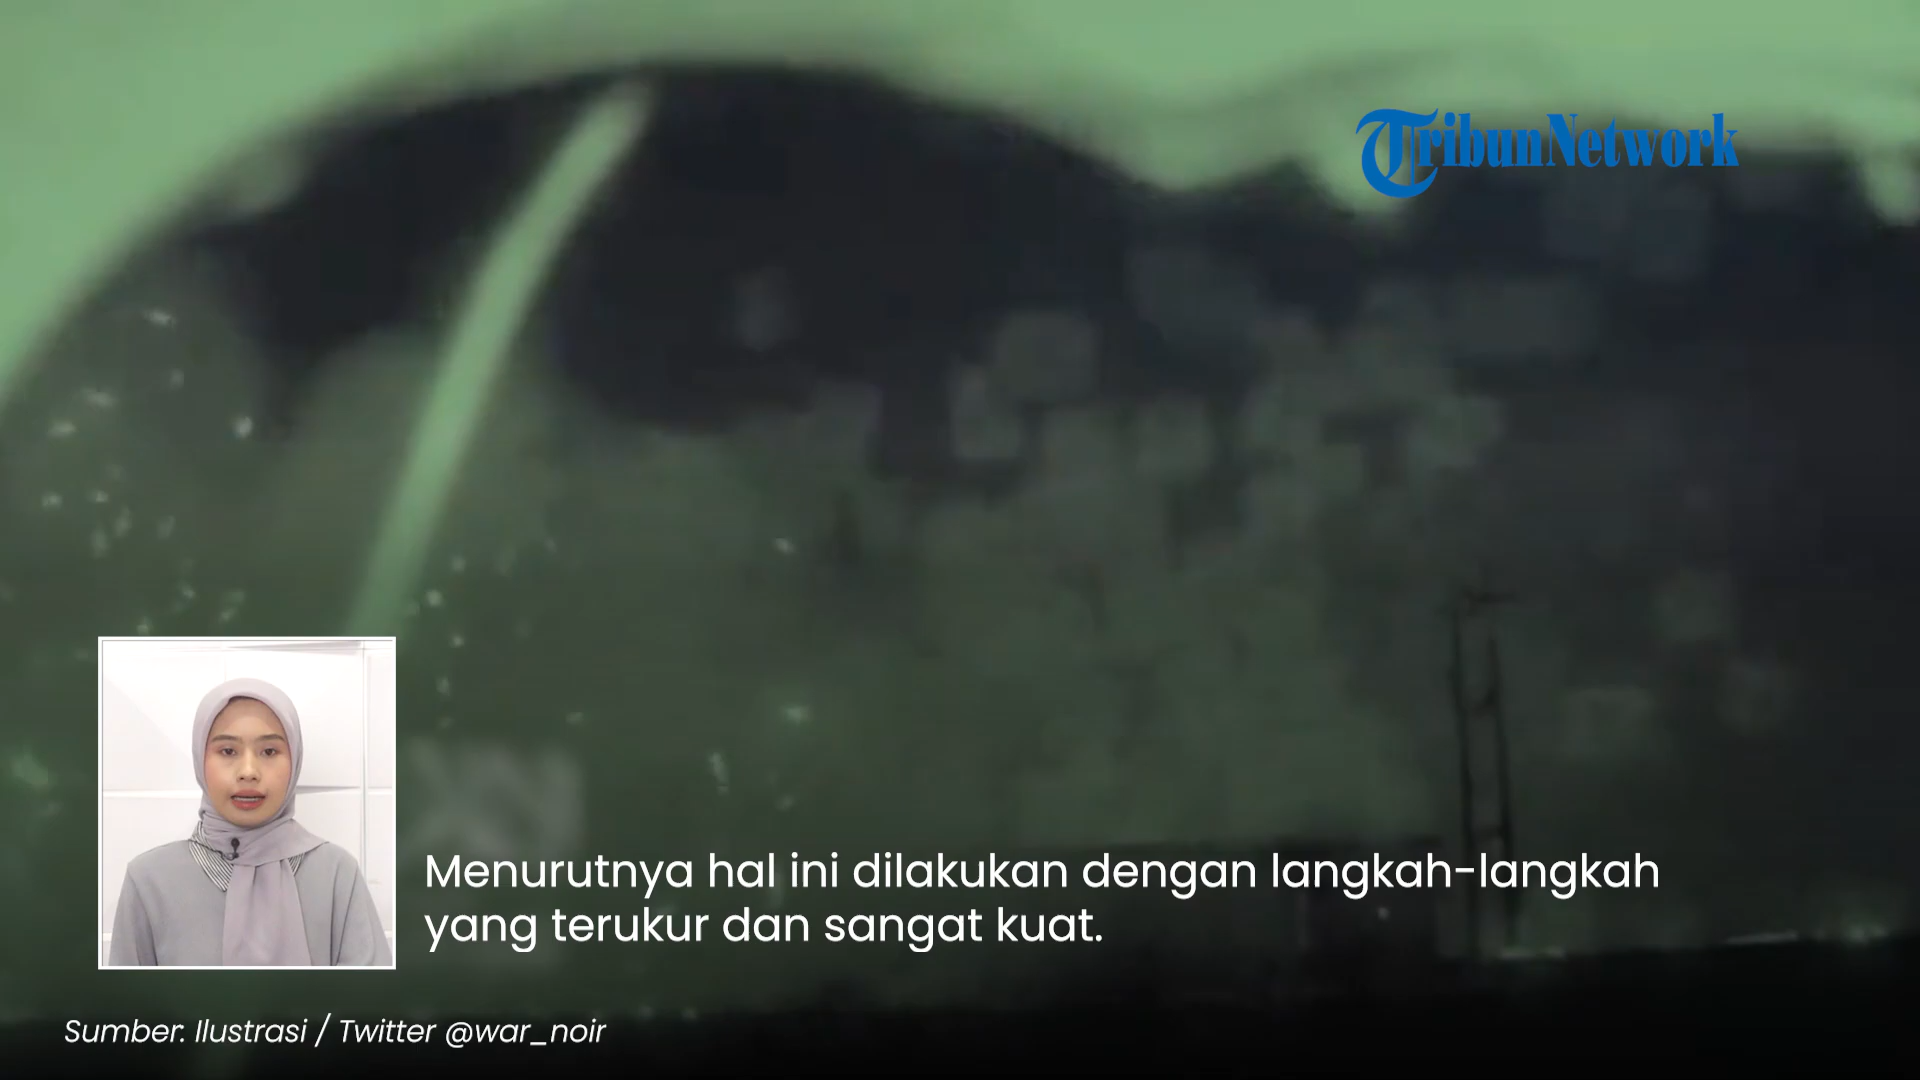 TribunNetwork
Menurutnya hal ini dilakukan dengan langkah-langkah
yang terukur dan sangat kuat.
Sumber: Ilustrasi / Twitter @war_noir